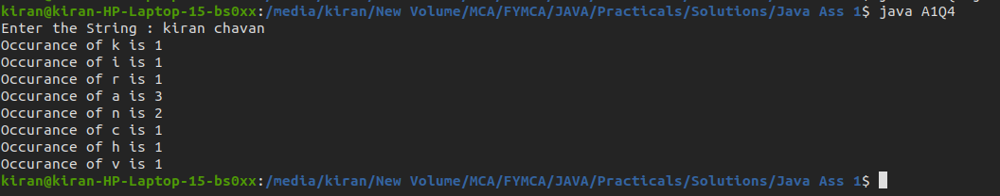 kiran@kiran-HP-Laptop-15-bs0xx:/media/kiran/New Volume/MCA/FYMCA/JAVA/Practicals/Solutions/Java Ass 1$ java A1Q4
Enter the String : kiran chavan
Occurance of k is 1
Occurance of i is 1
Occurance of r is 1
Occurance of a is 3
Occurance of n is 2
Occurance of c is 1
Occurance of h is 1
Occurance of v is 1
kiran@kiran-HP-Laptop-15-bs0xx:/media/kiran/New Volume/MCA/FYMCA/JAVA/Practicals/Solutions/Java Ass 1$